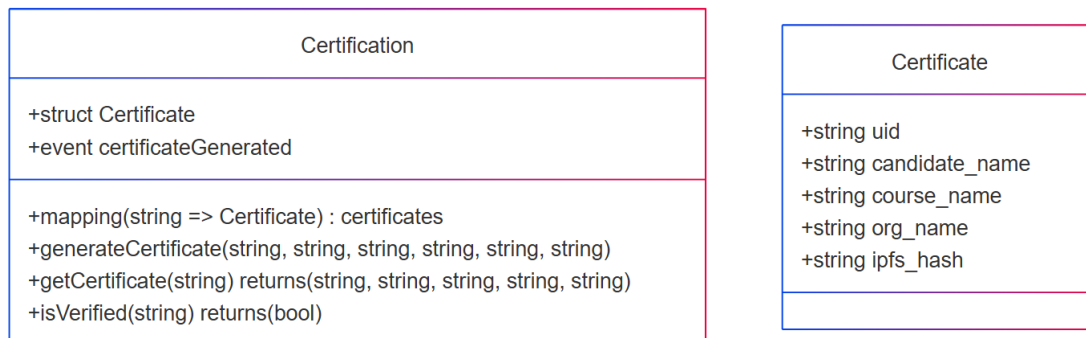 Certification
+struct Certificate
+event certificateGenerated
+mapping(string => Certificate) : certificates
+generateCertificate(string, string, string, string, string, string)
+getCertificate(string) returns(string, string, string, string, string)
+isVerified(string) returns(bool)
Certificate
+string uid
+string candidate_name
+string course_name
+string org_name
+string ipfs_hash